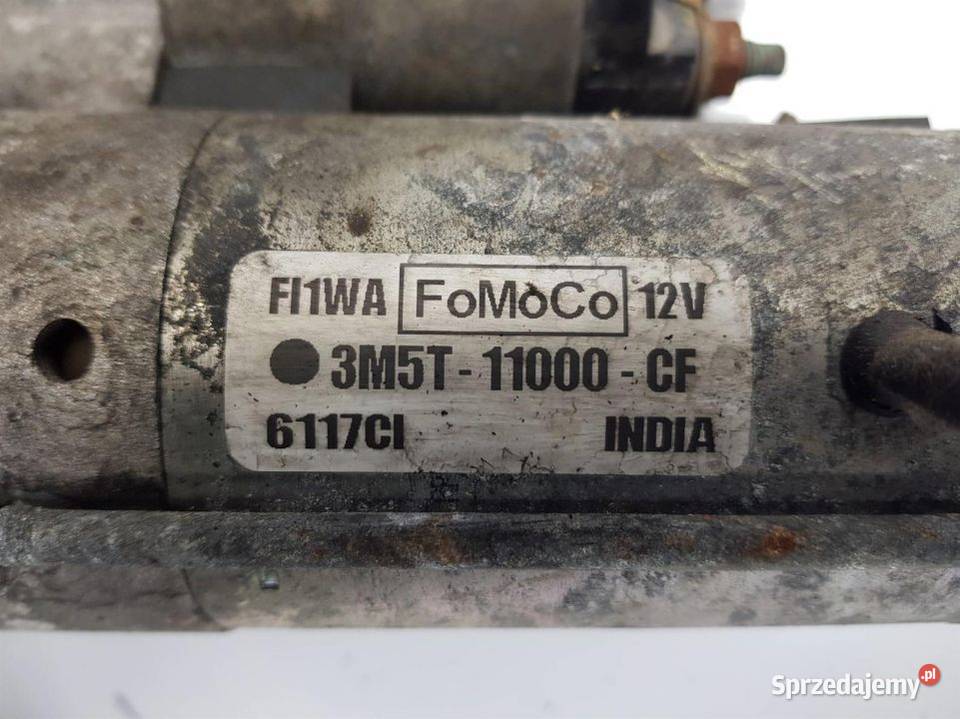 FI1WA FoMoCo 12V
3M5T - 11000 - CF
6117CI INDIA
Sprzedajemy.pl